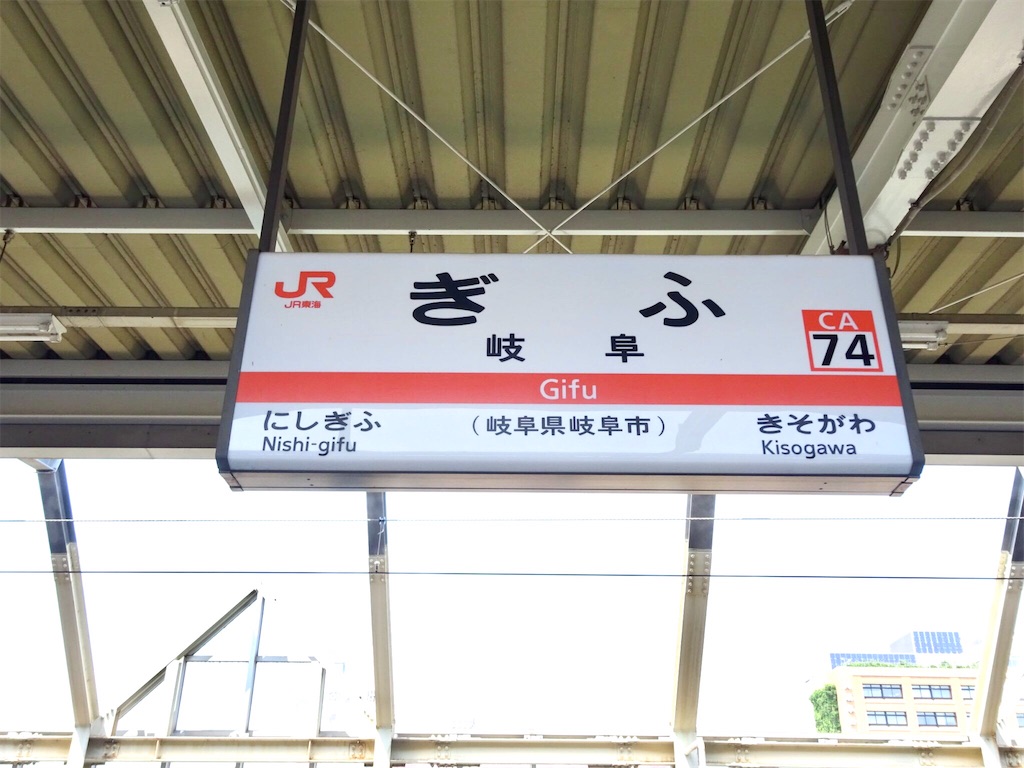 JR
JR東海
ぎふ
岐阜
CA
74
Gifu
にしぎふ
Nishi-gifu
（岐阜県岐阜市）
きそがわ
Kisogawa